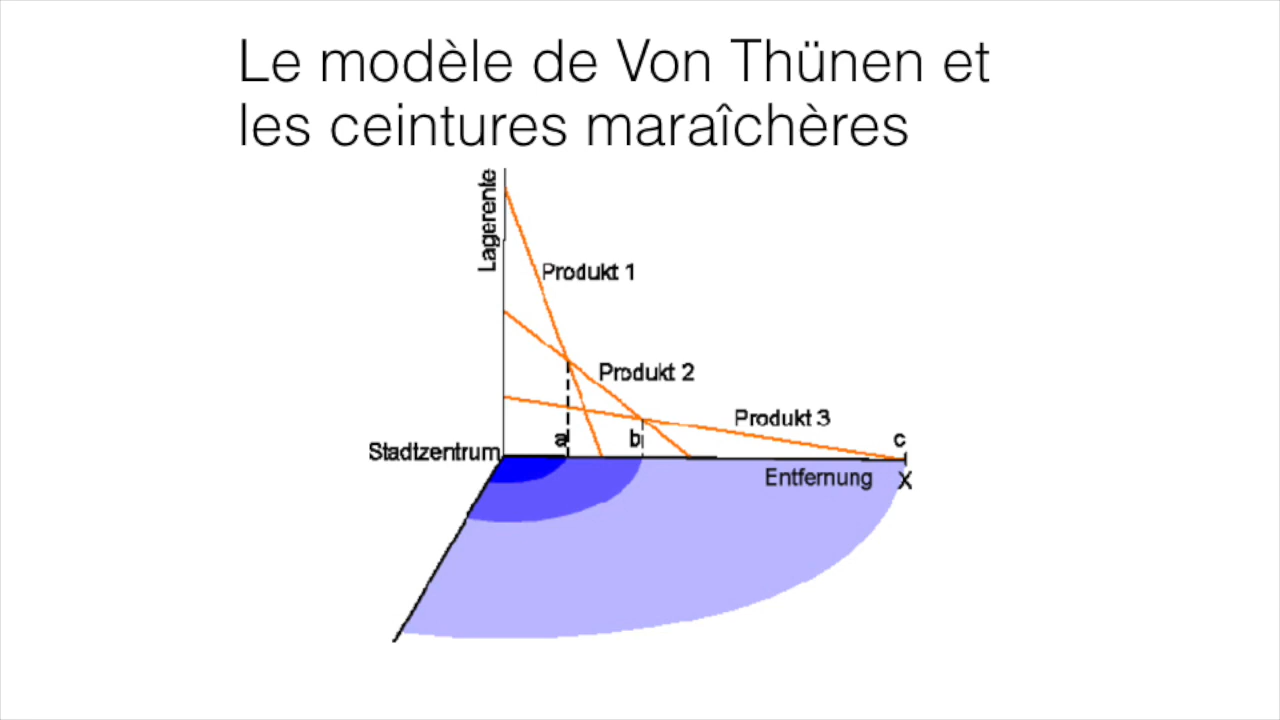 Le modèle de Von Thünen et
les ceintures maraîchères
Lagerente
Produkt 1
Produkt 2
Produkt 3
a
b
c
Stadtzentrum
Entfernung
X